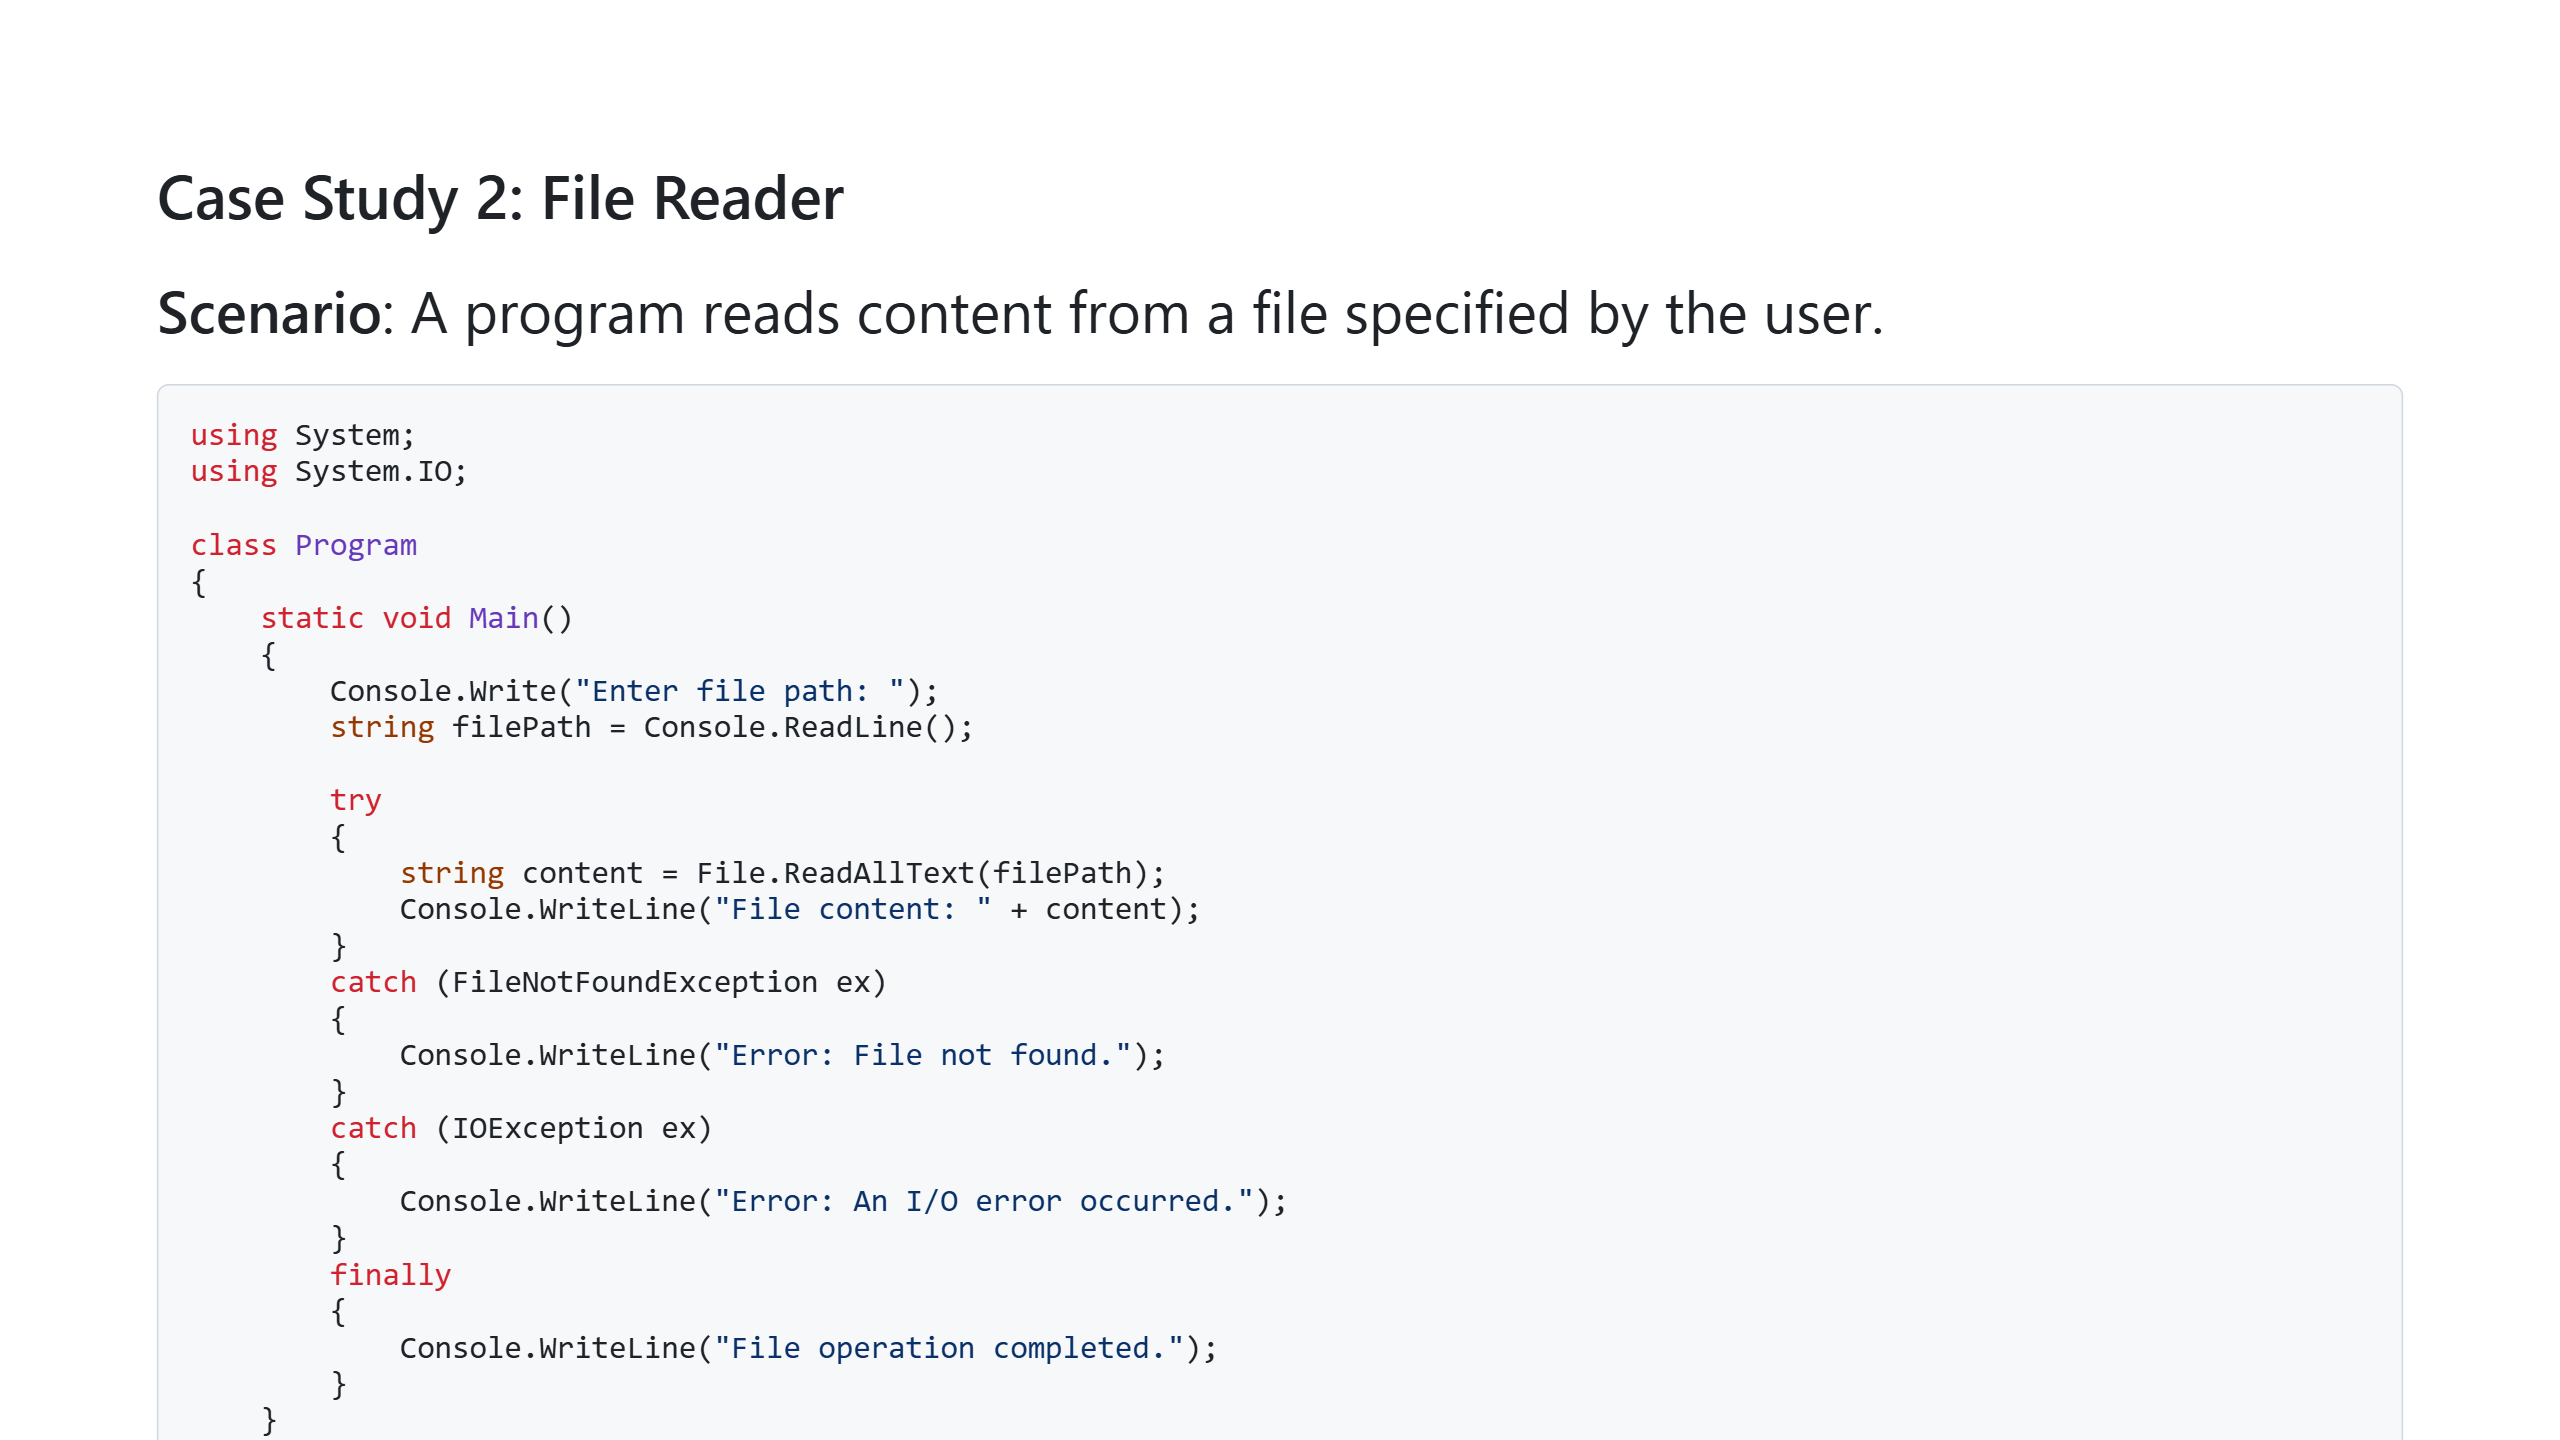 Case Study 2: File Reader
Scenario: A program reads content from a file specified by the user.
using System;
using System.IO;
class Program
{
    static void Main()
    {
        Console.Write("Enter file path: ");
        string filePath = Console.ReadLine();
        try
        {
            string content = File.ReadAllText(filePath);
            Console.WriteLine("File content: " + content);
        }
        catch (FileNotFoundException ex)
        {
            Console.WriteLine("Error: File not found.");
        }
        catch (IOException ex)
        {
            Console.WriteLine("Error: An I/O error occurred.");
        }
        finally
        {
            Console.WriteLine("File operation completed.");
        }
    }